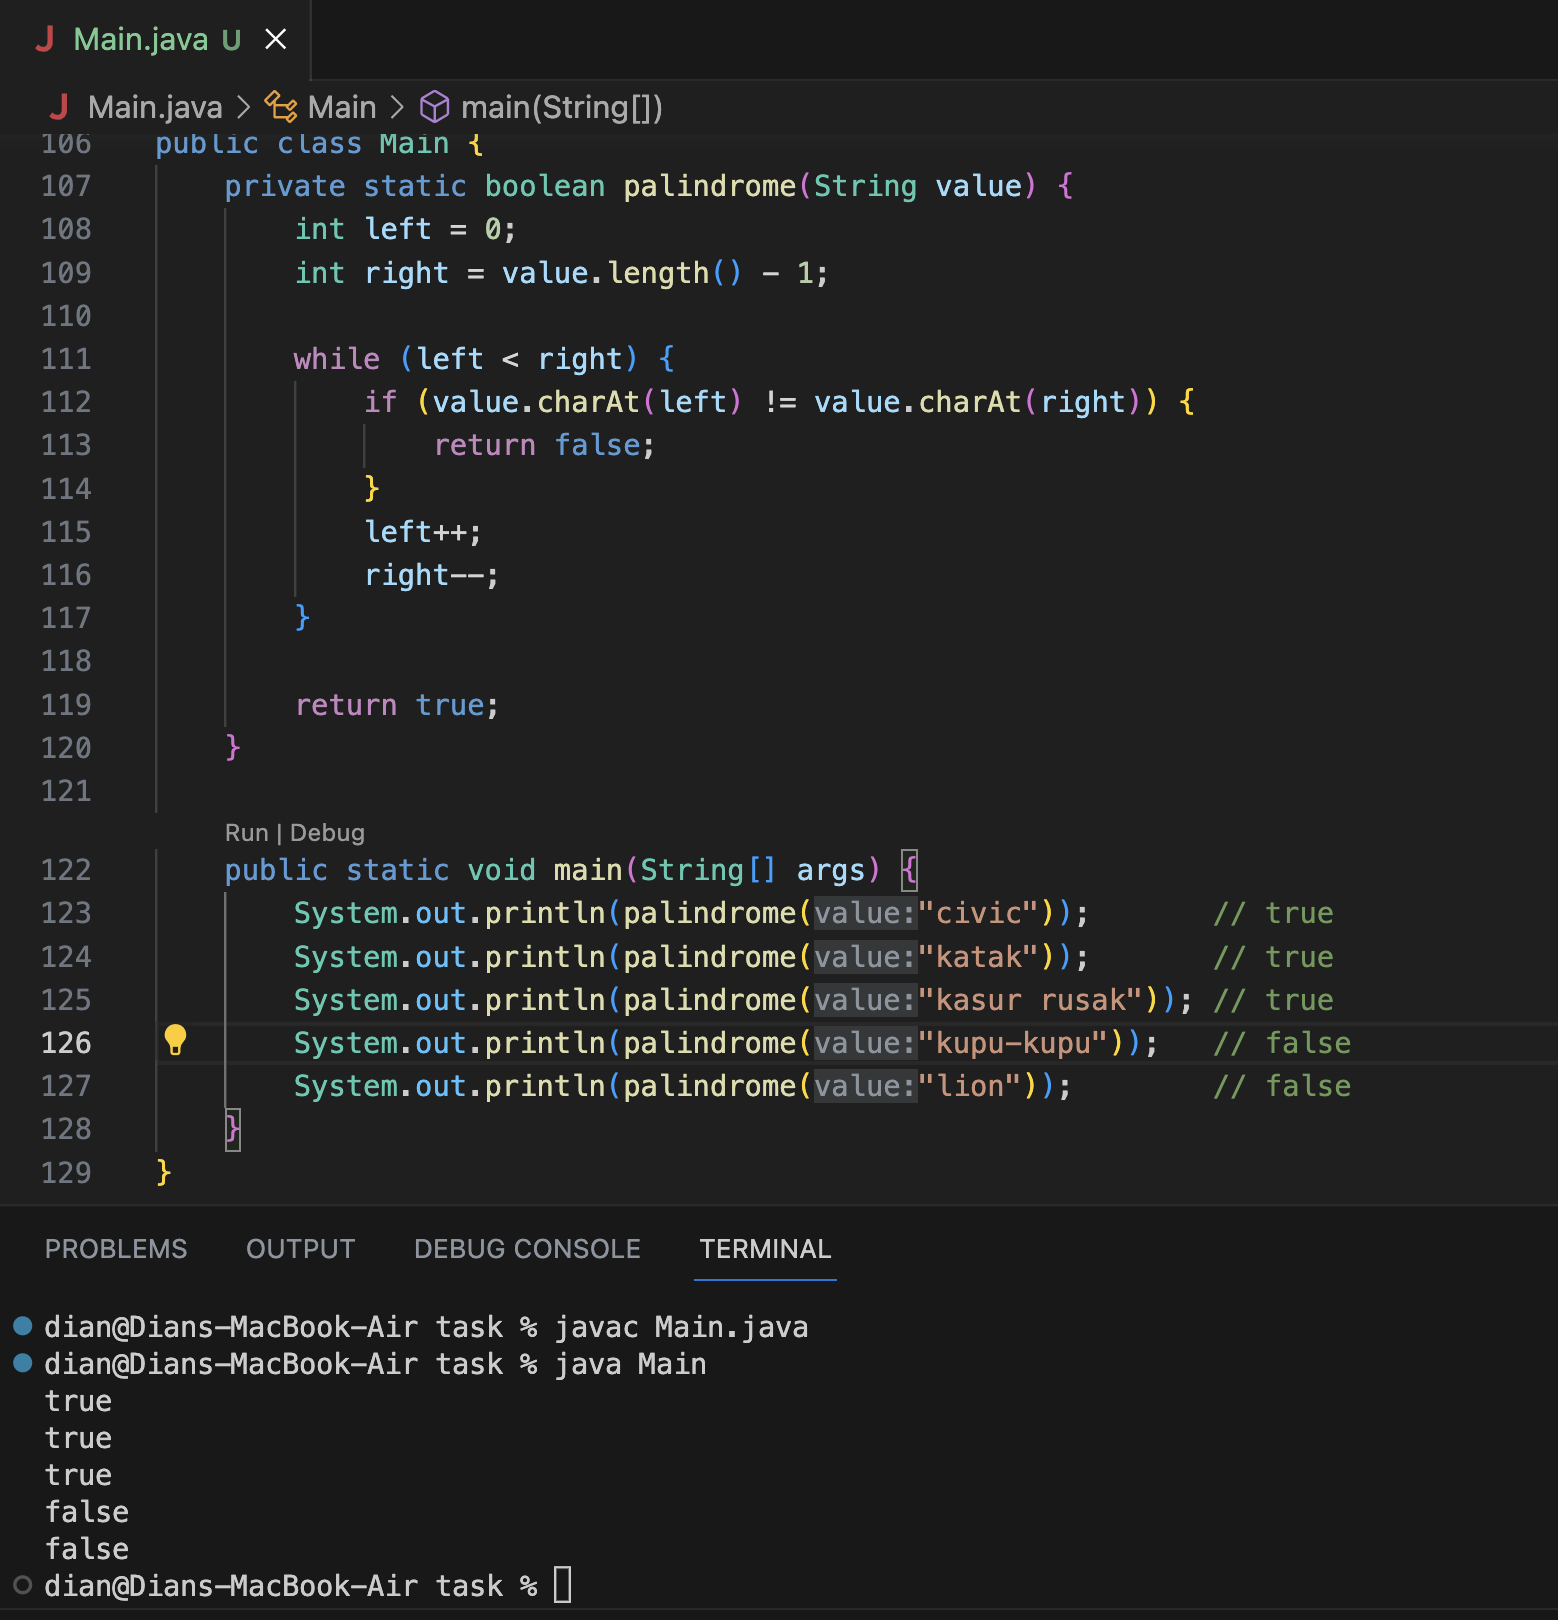 Main.java U
Main.java > Main > main(String[])
106 public class Main {
107     private static boolean palindrome(String value) {
108         int left = 0;
109         int right = value.length() - 1;
110
111         while (left < right) {
112             if (value.charAt(left) != value.charAt(right)) {
113                 return false;
114             }
115             left++;
116             right--;
117         }
118
119         return true;
120     }
121
Run | Debug
122     public static void main(String[] args) {
123         System.out.println(palindrome(value:"civic"));       // true
124         System.out.println(palindrome(value:"katak"));       // true
125         System.out.println(palindrome(value:"kasur rusak")); // true
126         System.out.println(palindrome(value:"kupu-kupu"));   // false
127         System.out.println(palindrome(value:"lion"));        // false
128     }
129 }
PROBLEMS OUTPUT DEBUG CONSOLE TERMINAL
dian@Dians-MacBook-Air task % javac Main.java
dian@Dians-MacBook-Air task % java Main
true
true
true
false
false
dian@Dians-MacBook-Air task %